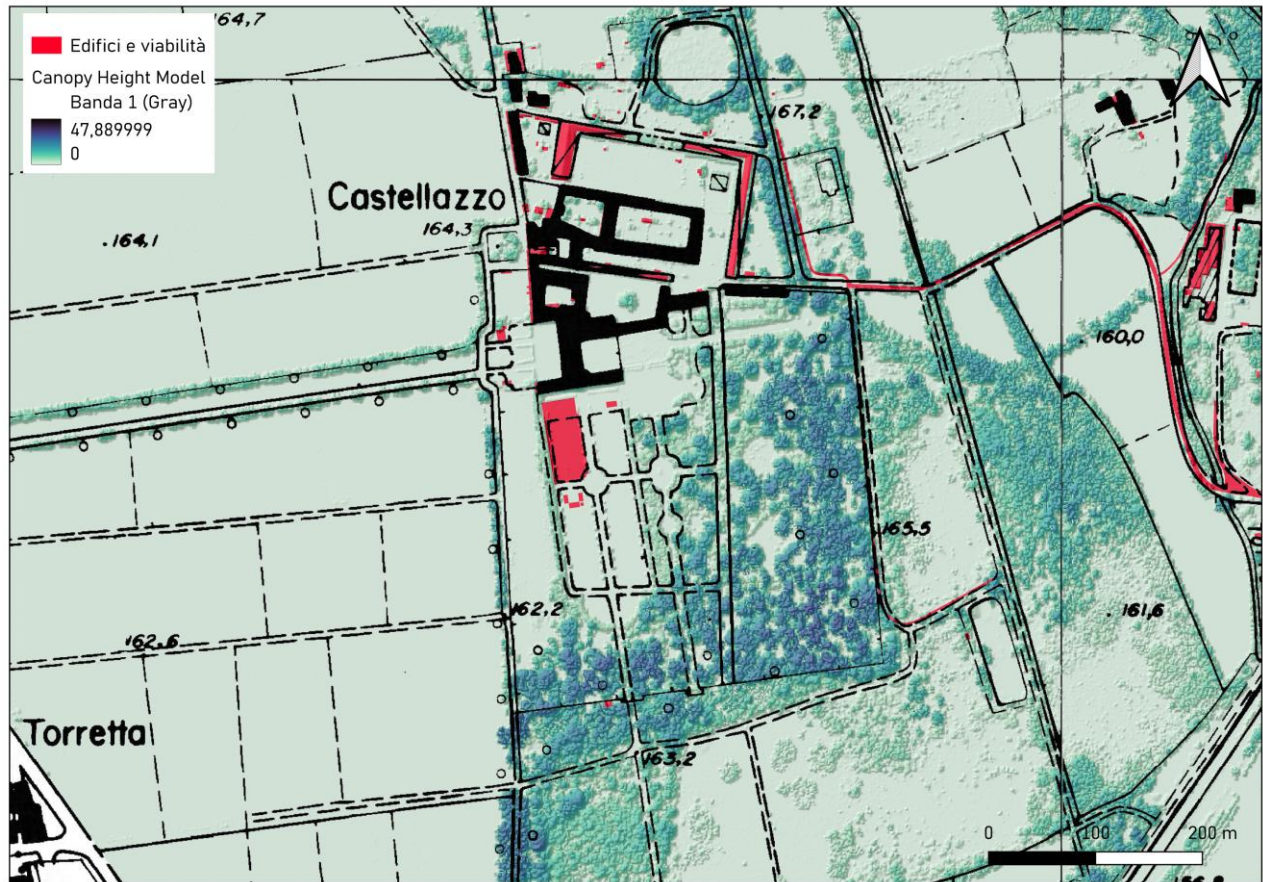 164,7
Edifici e viabilità
Canopy Height Model
Banda 1 (Gray)
47,889999
0
167,2
Castellazzo
164,3
164,1
160,0
165,5
162,2
161,6
162,6
Torretta
163,2
0 100 200 m